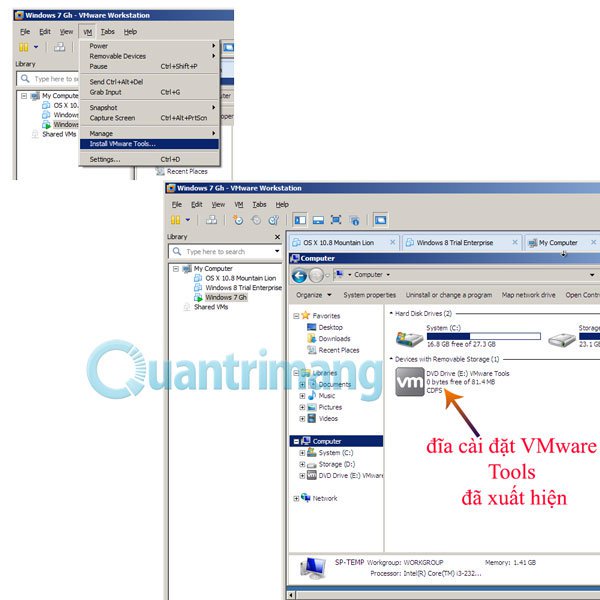 Windows 7 Gh - VMware Workstation
File Edit View VM Tabs Help
Library
Type here to search
My Computer
OS X 10.8
Windows
Windows
Shared VMs
Power
Removable Devices
Pause Ctrl+Shift+P
Send Ctrl+Alt+Del
Grab Input Ctrl+G
Snapshot
Capture Screen Ctrl+Alt+PrtScn
Manage
Install VMware Tools...
Settings... Ctrl+D
Recent Places
Windows 7 Gh - VMware Workstation
File Edit View VM Tabs Help
Library
Type here to search
My Computer
OS X 10.8 Mountain Lion
Windows 8 Trial Enterprise
Windows 7 Gh
Shared VMs
OS X 10.8 Mountain Lion Windows 8 Trial Enterprise My Computer
Computer
Computer
Organize System properties Uninstall or change a program Map network drive Open Contr
Favorites
Desktop
Downloads
Recent Places
Libraries
Documents
Music
Pictures
Videos
Computer
System (C:)
Storage (D:)
DVD Drive (E:) VMware
Network
Hard Disk Drives (2)
System (C:)
16.8 GB free of 27.3 GB
Storage
23.1 G
Devices with Removable Storage (1)
vm
DVD Drive (E:) VMware Tools
0 bytes free of 81.4 MB
CDFS
Quantrimang
đĩa cài đặt VMware
Tools
đã xuất hiện
SP-TEMP Workgroup: WORKGROUP Memory: 1.41 GB
Processor: Intel(R) Core(TM) i3-232...